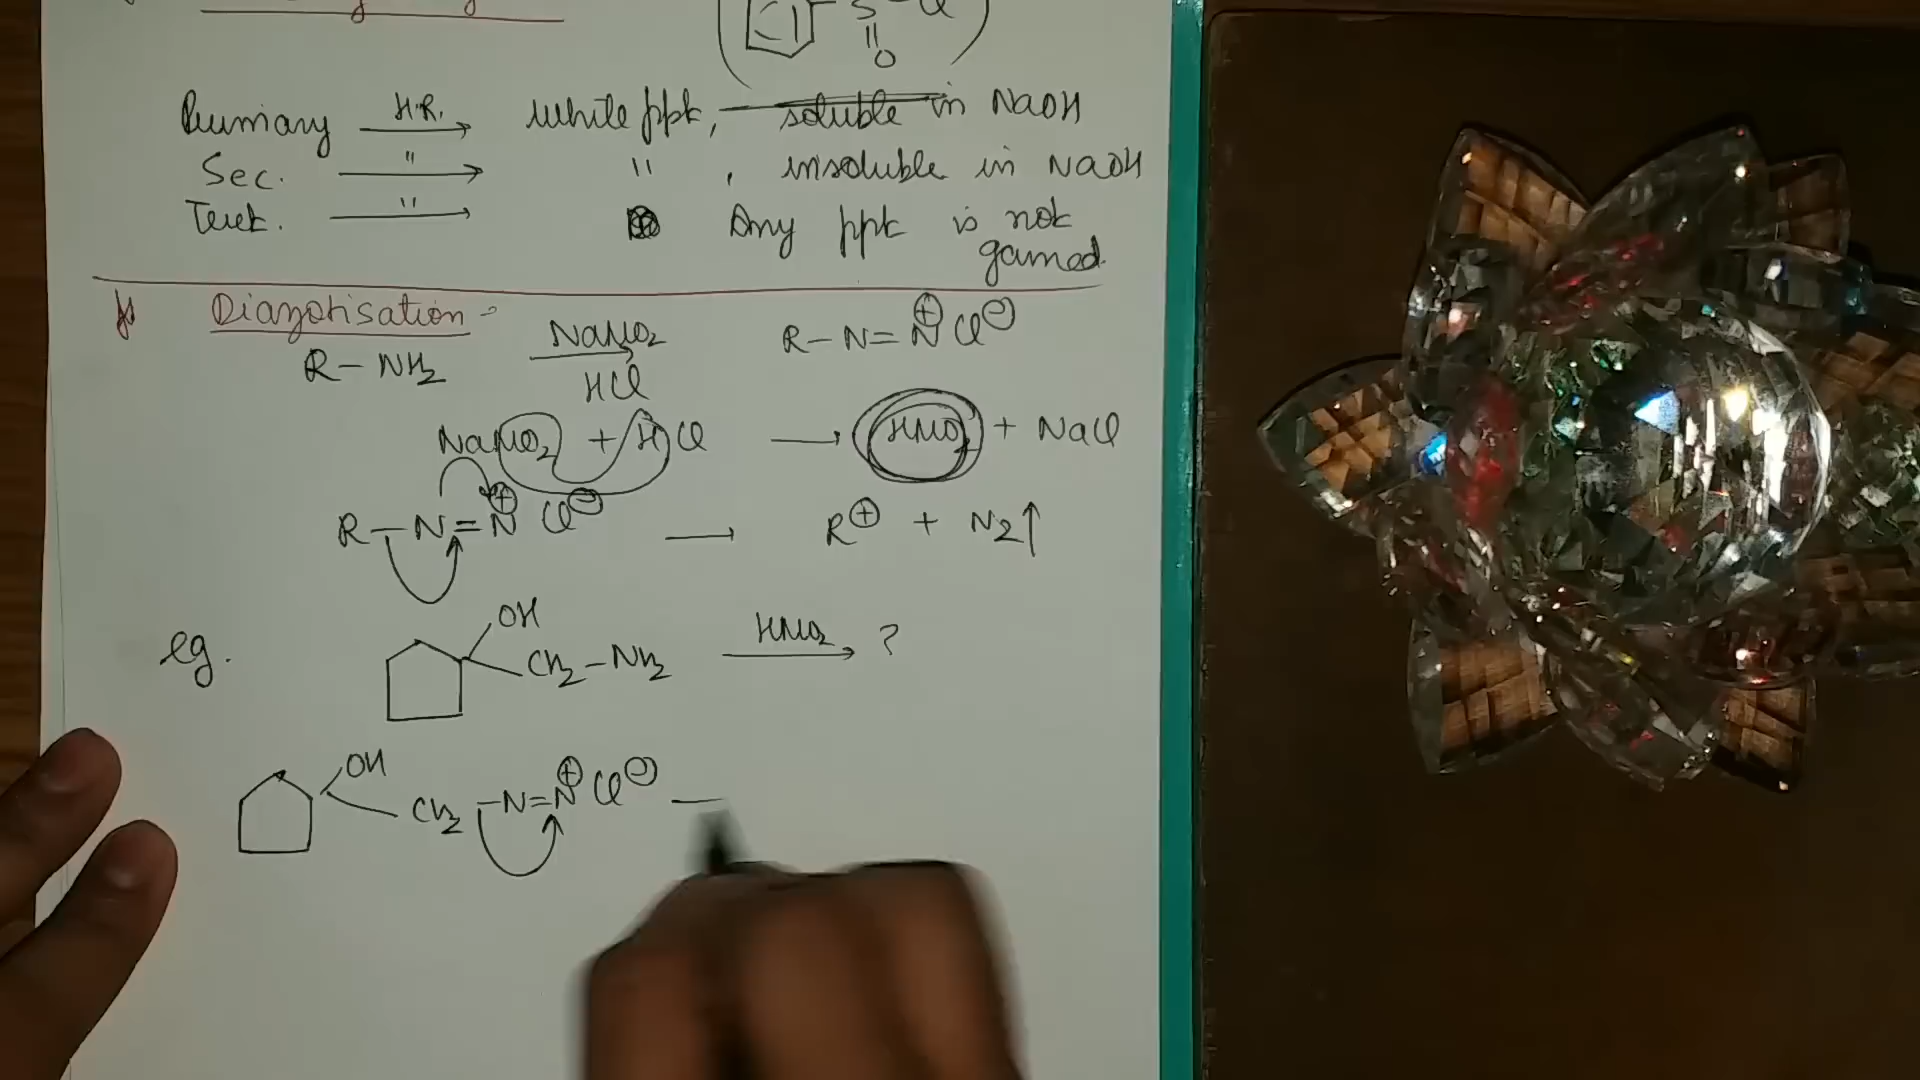 S - Cl
O
Primary H.R. → White ppt, soluble in NaOH
Sec. " → " , insoluble in NaOH
Tert. " → Any ppt is not
gained
Diazotisation -
R - NH2 NaNO2 → HCl R - N = N⊕ Cl⊖
NaNO2 + HCl → HNO2 + NaCl
R - N = N⊕ Cl⊖ → R⊕ + N2↑
eg. OH CH2 - NH2 HNO2 → ?
OH CH2 - N = N⊕ Cl⊖ —